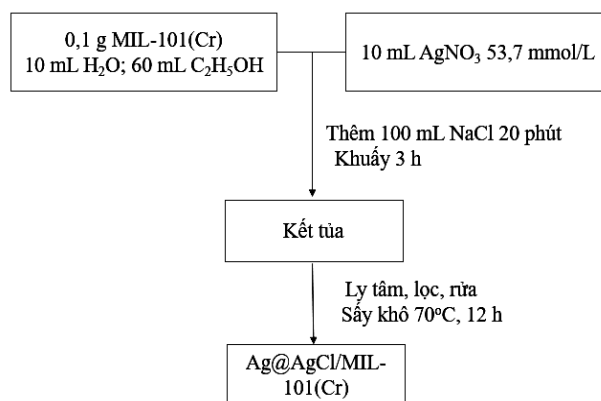 0,1 g MIL-101(Cr)
10 mL H₂O; 60 mL C₂H₅OH
10 mL AgNO₃ 53,7 mmol/L
Thêm 100 mL NaCl 20 phút
Khuấy 3 h
Kết tủa
Ly tâm, lọc, rửa
Sấy khô 70ᵒC, 12 h
Ag@AgCl/MIL-
101(Cr)